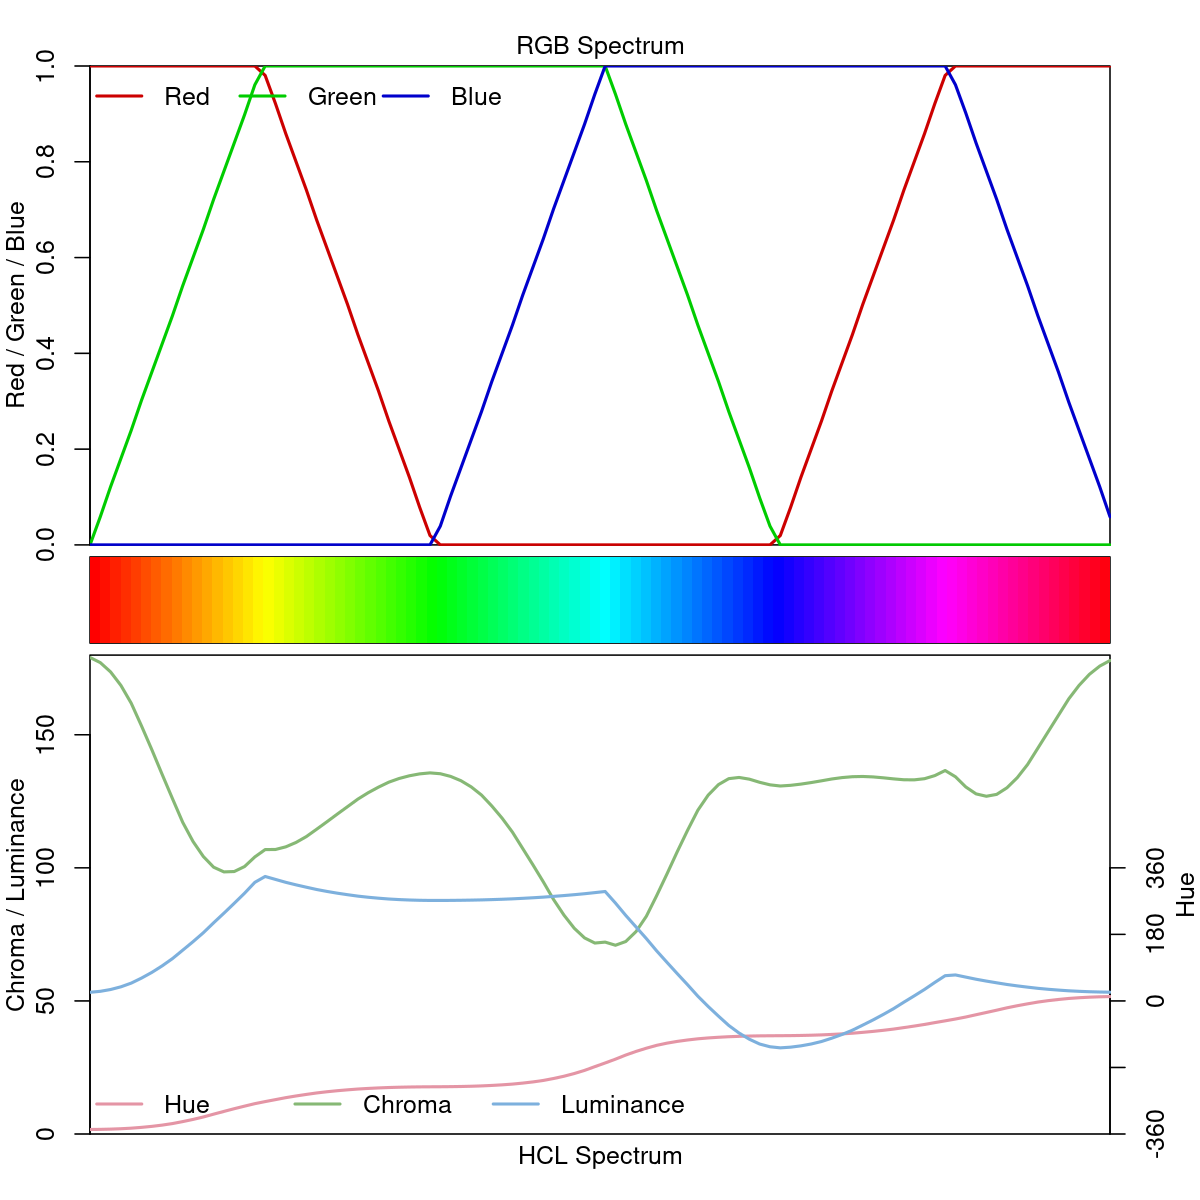 RGB Spectrum
Red / Green / Blue
1.0
0.8
0.6
0.4
0.2
0.0
Red Green Blue
Chroma / Luminance
150
100
50
0
360
180
0
-360
Hue
Hue Chroma Luminance
HCL Spectrum